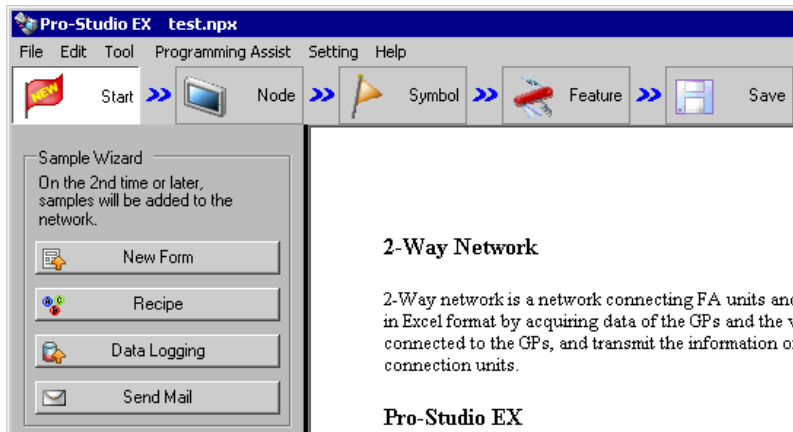 Pro-Studio EX test.npx
File Edit Tool Programming Assist Setting Help
NEW Start Node Symbol Feature Save
Sample Wizard
On the 2nd time or later,
samples will be added to the
network.
New Form
Recipe
Data Logging
Send Mail
2-Way Network
2-Way network is a network connecting FA units and
in Excel format by acquiring data of the GPs and the
connected to the GPs, and transmit the information
connection units.
Pro-Studio EX